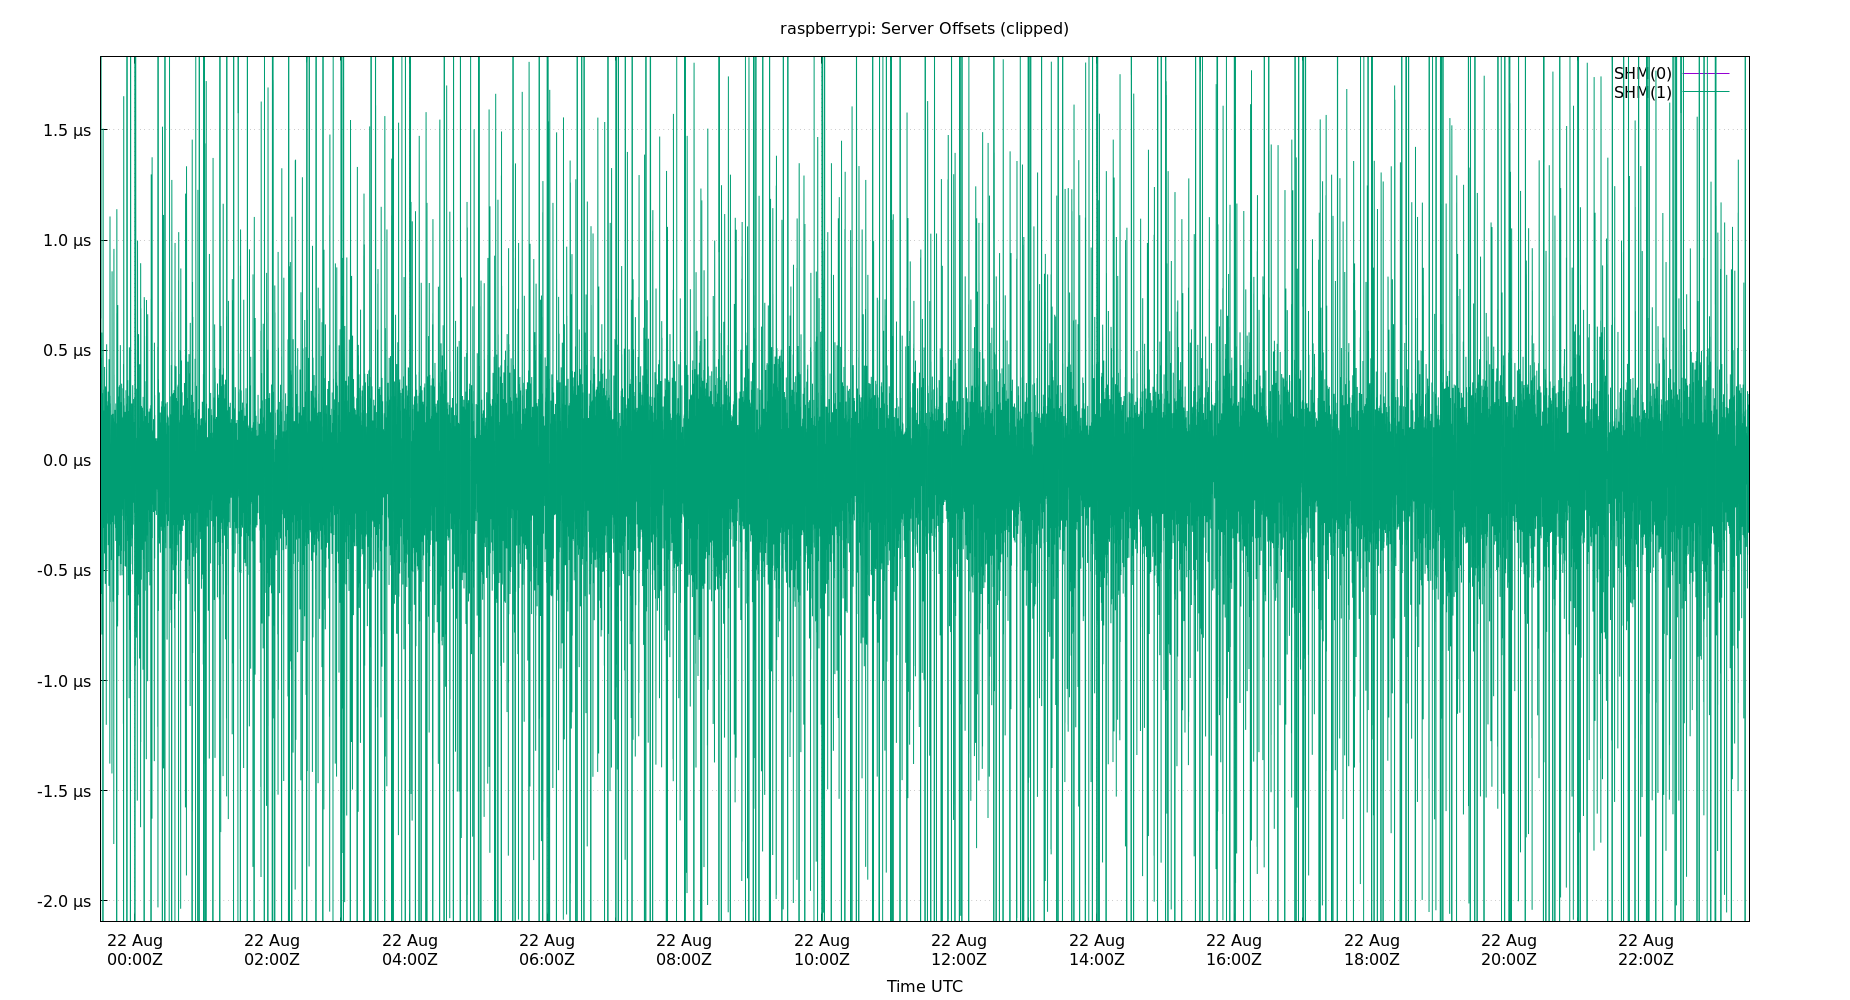 raspberrypi: Server Offsets (clipped)
SHM(0)
SHM(1)
1.5 µs
1.0 µs
0.5 µs
0.0 µs
-0.5 µs
-1.0 µs
-1.5 µs
-2.0 µs
22 Aug 22 Aug 22 Aug 22 Aug 22 Aug 22 Aug 22 Aug 22 Aug 22 Aug 22 Aug 22 Aug 22 Aug
00:00Z 02:00Z 04:00Z 06:00Z 08:00Z 10:00Z 12:00Z 14:00Z 16:00Z 18:00Z 20:00Z 22:00Z
Time UTC